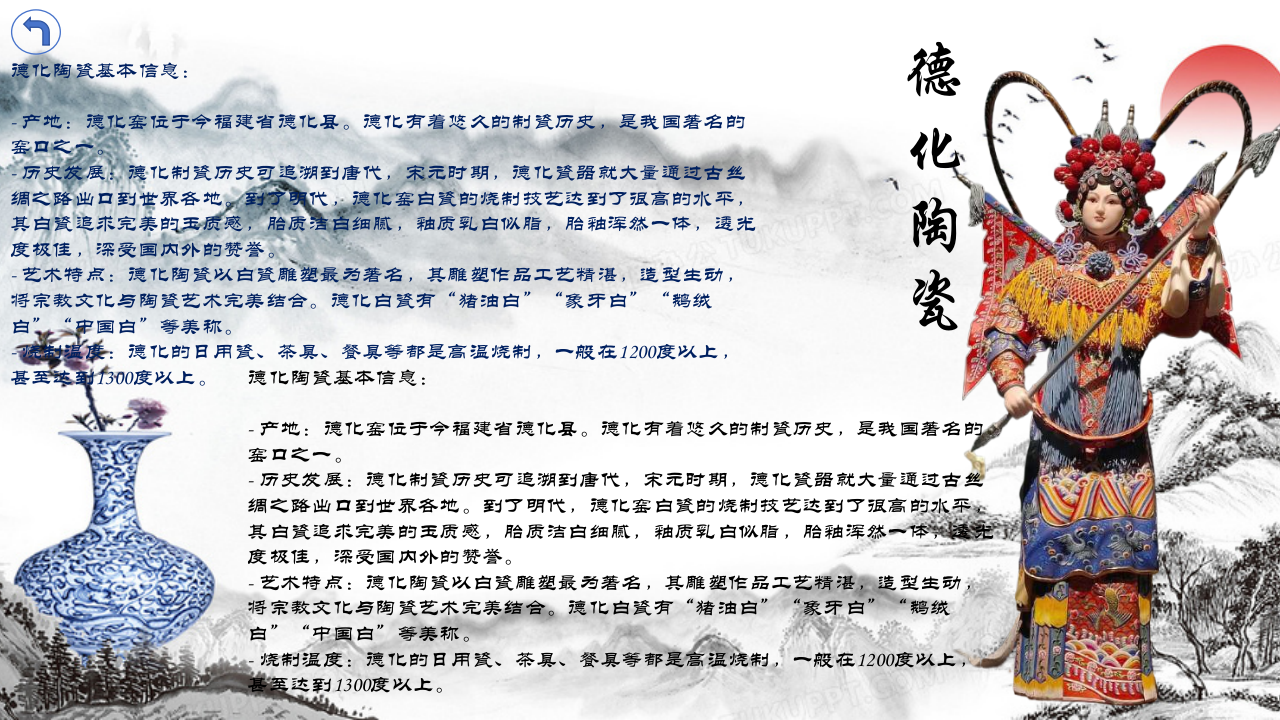 德化陶瓷基本信息：
- 产地：德化窑位于今福建省德化县。德化有着悠久的制瓷历史，是我国著名的
窑口之一。
- 历史发展：德化制瓷历史可追溯到唐代，宋元时期，德化瓷器就大量通过古丝
绸之路出口到世界各地。到了明代，德化窑白瓷的烧制技艺达到了很高的水平，
其白瓷追求完美的玉质感，胎质洁白细腻，釉质乳白似脂，胎釉浑然一体，透光
度极佳，深受国内外的赞誉。
- 艺术特点：德化陶瓷以白瓷雕塑最为著名，其雕塑作品工艺精湛，造型生动，
将宗教文化与陶瓷艺术完美结合。德化白瓷有“猪油白”“象牙白”“鹅绒
白”“中国白”等美称。
- 烧制温度：德化的日用瓷、茶具、餐具等都是高温烧制，一般在1200度以上，
甚至达到1300度以上。
德化陶瓷基本信息：
- 产地：德化窑位于今福建省德化县。德化有着悠久的制瓷历史，是我国著名的
窑口之一。
- 历史发展：德化制瓷历史可追溯到唐代，宋元时期，德化瓷器就大量通过古丝
绸之路出口到世界各地。到了明代，德化窑白瓷的烧制技艺达到了很高的水平，
其白瓷追求完美的玉质感，胎质洁白细腻，釉质乳白似脂，胎釉浑然一体，透光
度极佳，深受国内外的赞誉。
- 艺术特点：德化陶瓷以白瓷雕塑最为著名，其雕塑作品工艺精湛，造型生动，
将宗教文化与陶瓷艺术完美结合。德化白瓷有“猪油白”“象牙白”“鹅绒
白”“中国白”等美称。
- 烧制温度：德化的日用瓷、茶具、餐具等都是高温烧制，一般在1200度以上，
甚至达到1300度以上。
德化陶瓷